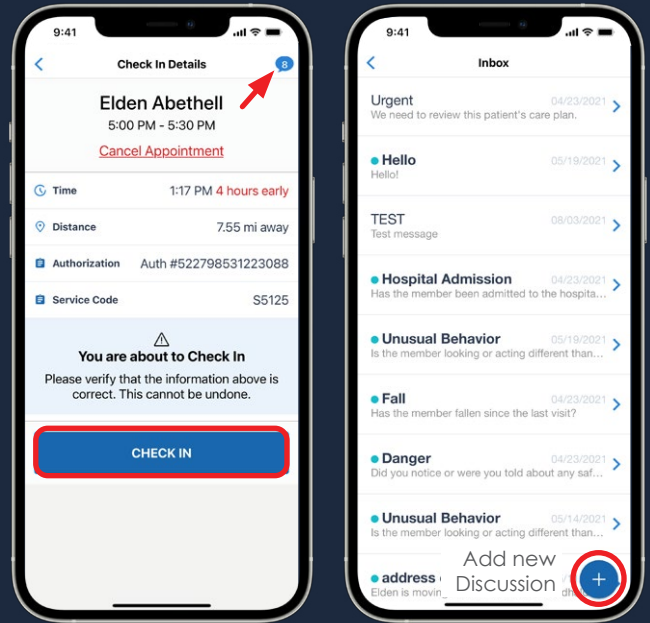 9:41
Check In Details
8
Elden Abethell
5:00 PM - 5:30 PM
Cancel Appointment
Time 1:17 PM 4 hours early
Distance 7.55 mi away
Authorization Auth #522798531223088
Service Code S5125
You are about to Check In
Please verify that the information above is
correct. This cannot be undone.
CHECK IN
9:41
Inbox
Urgent 04/23/2021
We need to review this patient's care plan.
Hello 05/19/2021
Hello!
TEST 08/03/2021
Test message
Hospital Admission 04/23/2021
Has the member been admitted to the hospita...
Unusual Behavior 05/19/2021
Is the member looking or acting different than...
Fall 04/23/2021
Has the member fallen since the last visit?
Danger 04/23/2021
Did you notice or were you told about any saf...
Unusual Behavior 05/14/2021
Is the member looking or acting different than...
address
Elden is
Add new
Discussion
+